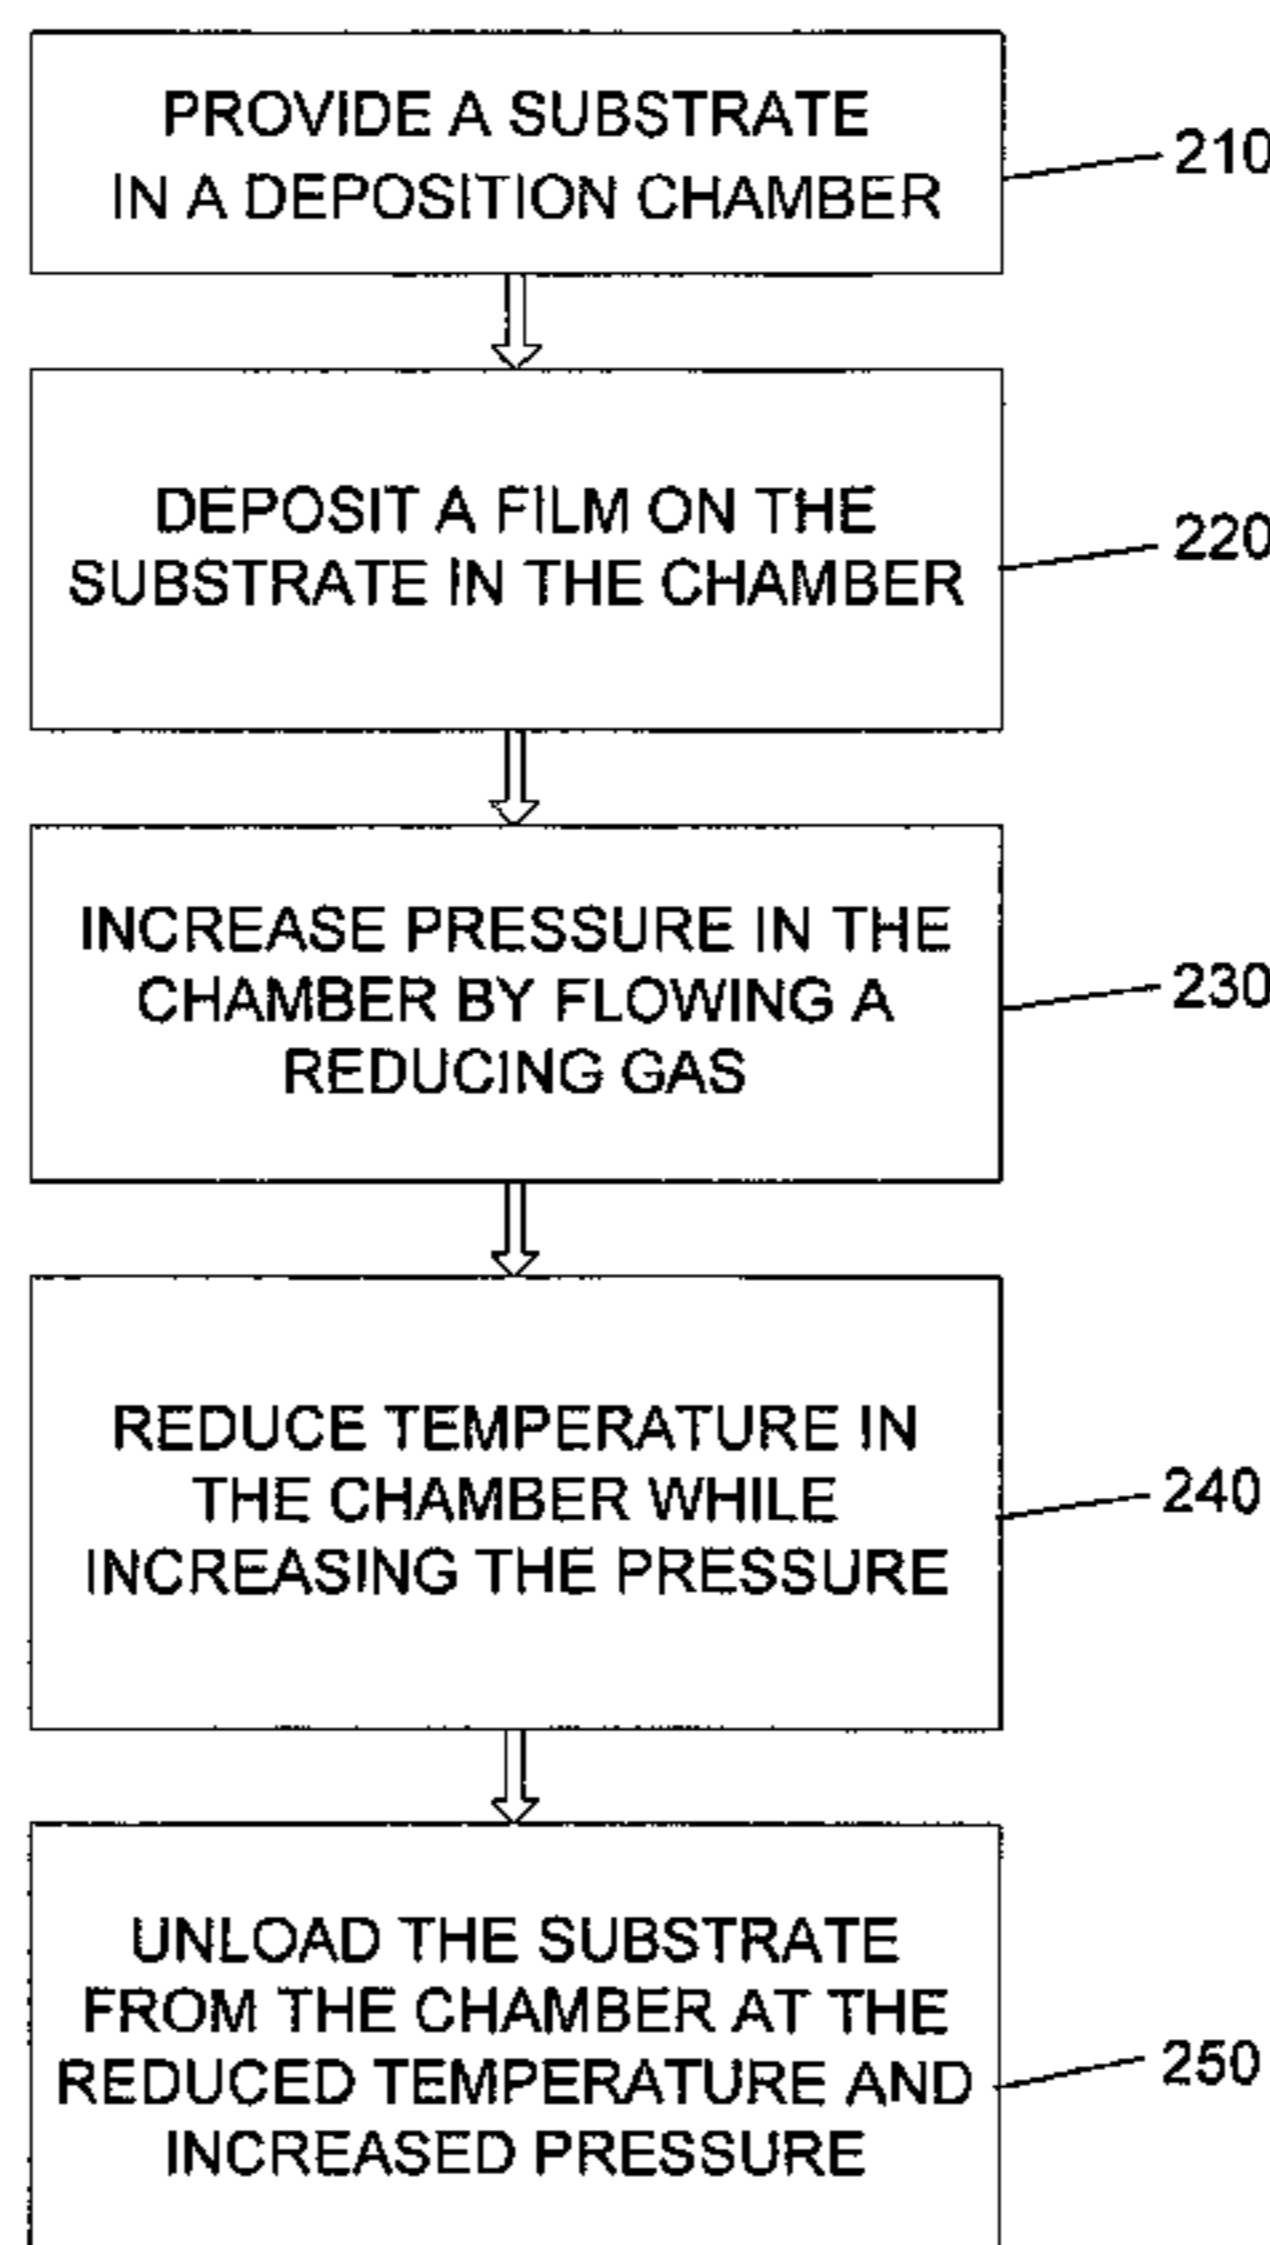 PROVIDE A SUBSTRATE
IN A DEPOSITION CHAMBER
210
DEPOSIT A FILM ON THE
SUBSTRATE IN THE CHAMBER
220
INCREASE PRESSURE IN THE
CHAMBER BY FLOWING A
REDUCING GAS
230
REDUCE TEMPERATURE IN
THE CHAMBER WHILE
INCREASING THE PRESSURE
240
UNLOAD THE SUBSTRATE
FROM THE CHAMBER AT THE
REDUCED TEMPERATURE AND
INCREASED PRESSURE
250